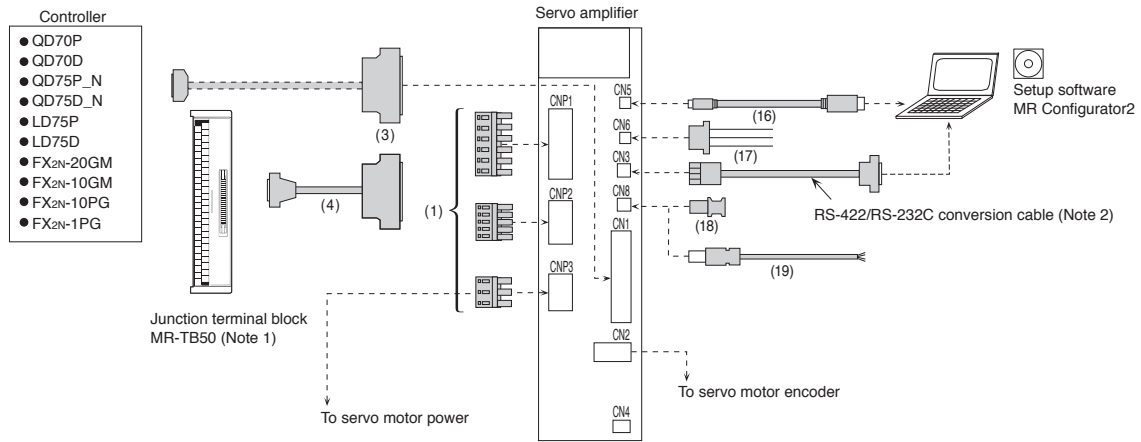 Controller
● QD70P
● QD70D
● QD75P_N
● QD75D_N
● LD75P
● LD75D
● FX2N-20GM
● FX2N-10GM
● FX2N-10PG
● FX2N-1PG
(3)
(4)
Junction terminal block
MR-TB50 (Note 1)
(1)
To servo motor power
Servo amplifier
CNP1
CNP2
CNP3
CN5
CN6
CN3
CN8
CN1
CN2
CN4
(16)
(17)
RS-422/RS-232C conversion cable (Note 2)
(18)
(19)
To servo motor encoder
Setup software
MR Configurator2